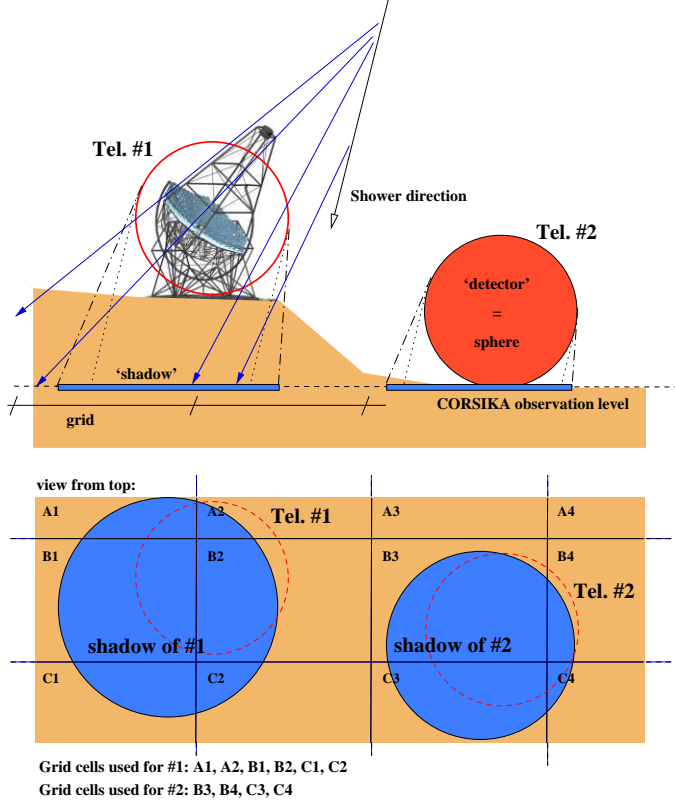 Tel. #1
Shower direction
Tel. #2
‘detector’
=
sphere
‘shadow’
CORSIKA observation level
grid
view from top:
A1
A2
Tel. #1
A3
A4
B1
B2
B3
B4
Tel. #2
shadow of #1
shadow of #2
C1
C2
C3
C4
Grid cells used for #1: A1, A2, B1, B2, C1, C2
Grid cells used for #2: B3, B4, C3, C4